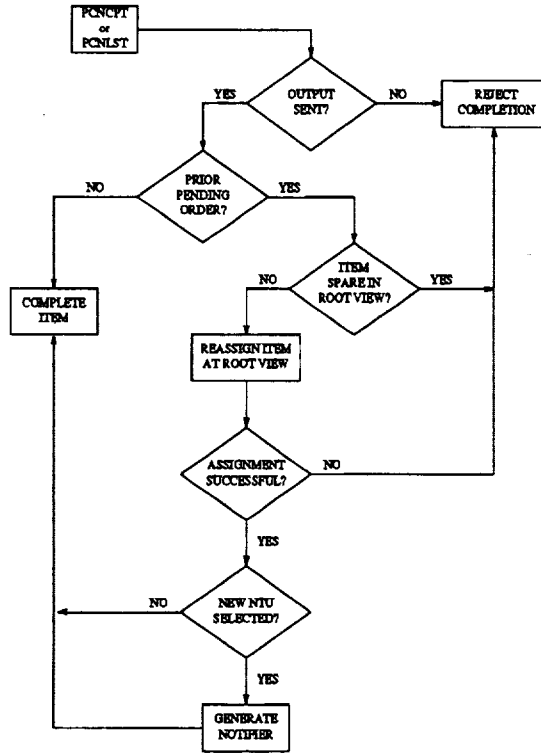 PCNCPT
or
PCNLST
OUTPUT
SENT?
YES
NO
REJECT
COMPLETION
PRIOR
PENDING
ORDER?
NO
YES
ITEM
SPARE IN
ROOT VIEW?
NO
YES
COMPLETE
ITEM
REASSIGN ITEM
AT ROOT VIEW
ASSIGNMENT
SUCCESSFUL?
NO
YES
NEW NTU
SELECTED?
NO
YES
GENERATE
NOTIFIER